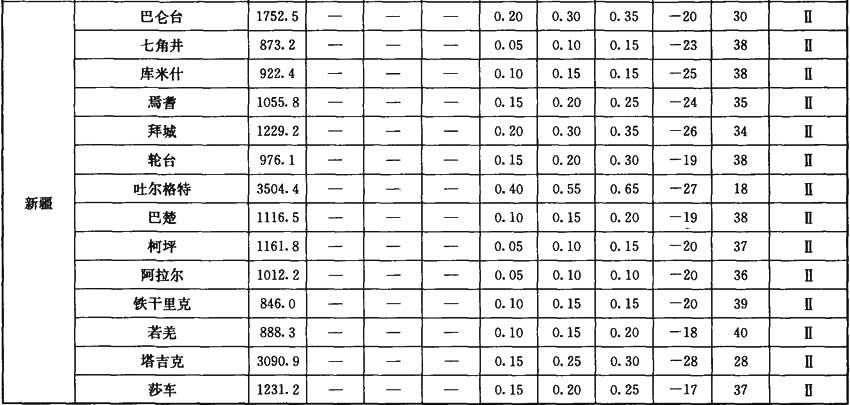 新疆 巴仑台 1752.5 — — — 0.20 0.30 0.35 -20 30 Ⅱ
七角井 873.2 — — — 0.05 0.10 0.15 -23 38 Ⅱ
库米什 922.4 — — — 0.10 0.15 0.15 -25 38 Ⅱ
焉耆 1055.8 — — — 0.15 0.20 0.25 -24 35 Ⅱ
拜城 1229.2 — — — 0.20 0.30 0.35 -26 34 Ⅱ
轮台 976.1 — — — 0.15 0.20 0.30 -19 38 Ⅱ
吐尔格特 3504.4 — — — 0.40 0.55 0.65 -27 18 Ⅱ
巴楚 1116.5 — — — 0.10 0.15 0.20 -19 38 Ⅱ
柯坪 1161.8 — — — 0.05 0.10 0.15 -20 37 Ⅱ
阿拉尔 1012.2 — — — 0.05 0.10 0.10 -20 36 Ⅱ
铁干里克 846.0 — — — 0.10 0.15 0.15 -20 39 Ⅱ
若羌 888.3 — — — 0.10 0.15 0.20 -18 40 Ⅱ
塔吉克 3090.9 — — — 0.15 0.25 0.30 -28 28 Ⅱ
莎车 1231.2 — — — 0.15 0.20 0.25 -17 37 Ⅱ